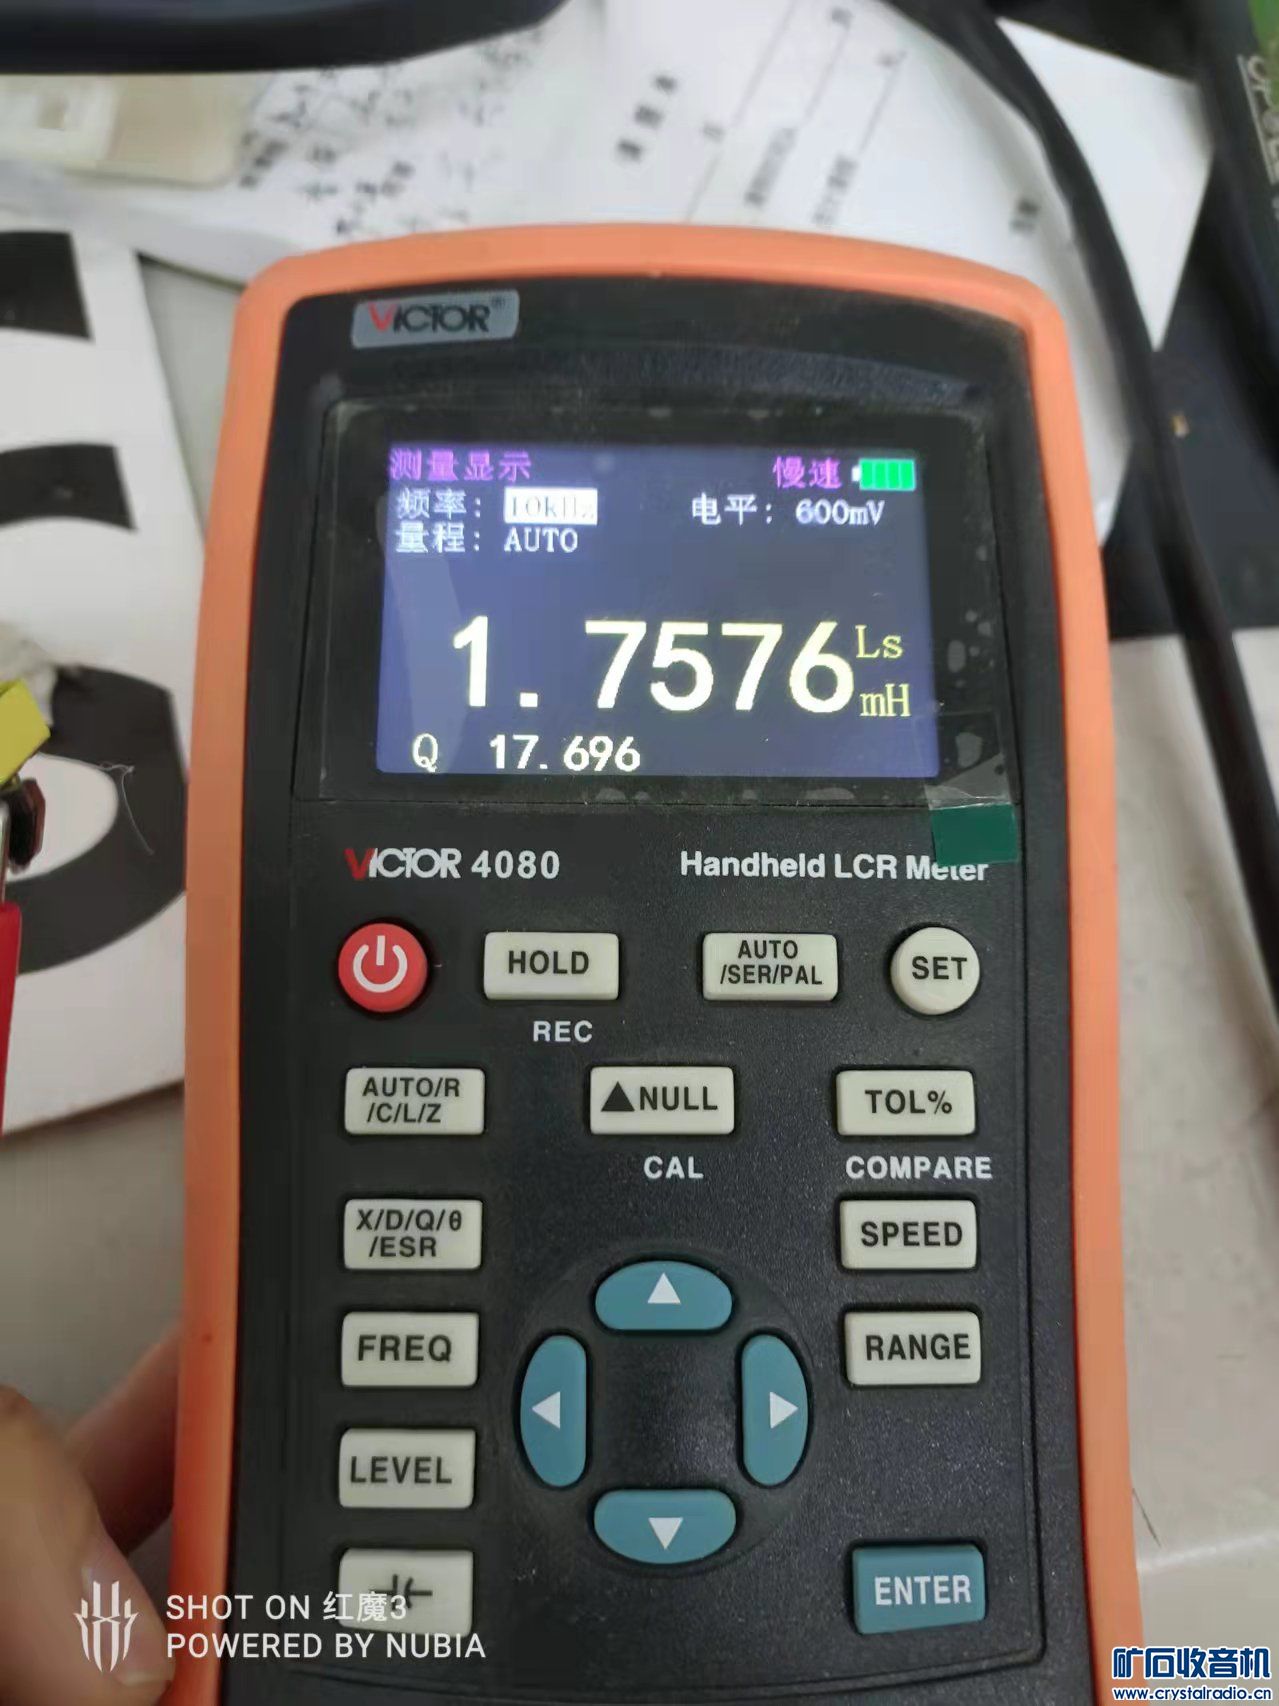 VICTOR®
测量显示 慢速
频率: 10kHz 电平: 600mV
量程: AUTO
1.7576 Ls mH
Q 17.696
VICTOR 4080 Handheld LCR Meter
HOLD
AUTO
/SER/PAL
SET
REC
AUTO/R
/C/L/Z
▲NULL
TOL%
CAL
COMPARE
X/D/Q/θ
/ESR
SPEED
FREQ
RANGE
LEVEL
ENTER
SHOT ON 红魔3
POWERED BY NUBIA
矿石收音机
www.crystalradio.cn